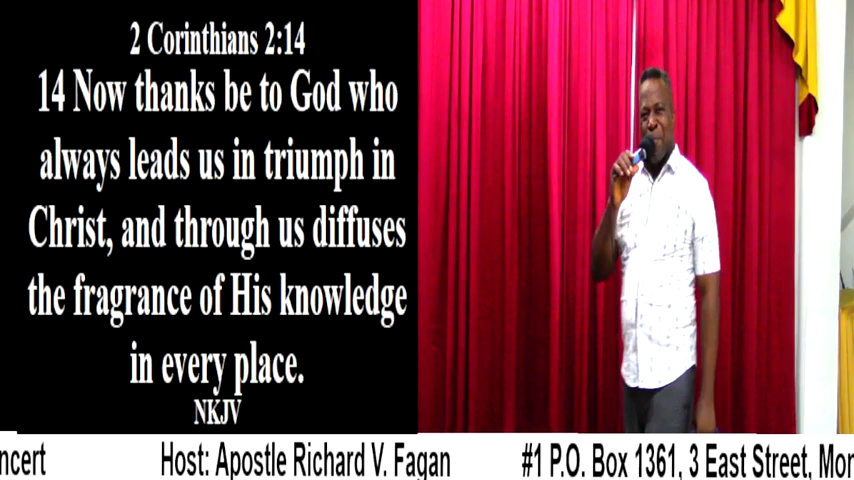 2 Corinthians 2:14
14 Now thanks be to God who
always leads us in triumph in
Christ, and through us diffuses
the fragrance of His knowledge
in every place.
NKJV
ncert Host: Apostle Richard V. Fagan #1 P.O. Box 1361, 3 East Street, Mor